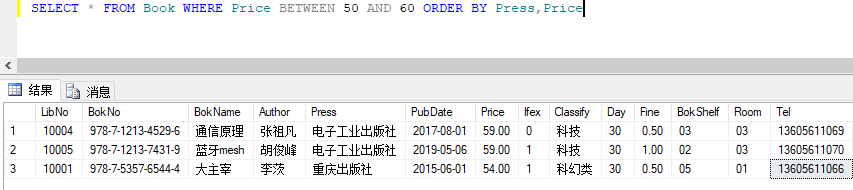 SELECT * FROM Book WHERE Price BETWEEN 50 AND 60 ORDER BY Press,Price
结果 消息
LibNo BokNo BokName Author Press PubDate Price Ifex Classify Day Fine BokShelf Room Tel
1 10004 978-7-1213-4529-6 通信原理 张祖凡 电子工业出版社 2017-08-01 59.00 0 科技 30 0.50 03 03 13605611069
2 10005 978-7-1213-7431-9 蓝牙mesh 胡俊峰 电子工业出版社 2019-05-06 59.00 1 科技 30 1.00 02 03 13605611070
3 10001 978-7-5357-6544-4 大主宰 李茨 重庆出版社 2015-06-01 54.00 1 科幻类 30 0.50 05 01 13605611066